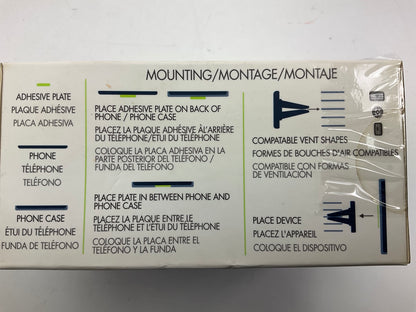 MOUNTING/MONTAGE/MONTAJE
ADHESIVE PLATE
PLAQUE ADHÉSIVE
PLACA ADHESIVA
PHONE
TÉLÉPHONE
TELÉFONO
PHONE CASE
ÉTUI DU TÉLÉPHONE
FUNDA DE TELÉFONO
PLACE ADHESIVE PLATE ON BACK OF
PHONE / PHONE CASE
PLACEZ LA PLAQUE ADHÉSIVE ÀL'ARRIÈRE
DU TÉLÉPHONE/ÉTUI DU TÉLÉPHONE
COLOQUE LA PLACA ADHESIVA EN LA
PARTE POSTERIOR DEL TELEFONO /
FUNDA DEL TELEFONO
PLACE PLATE IN BETWEEN PHONE AND
PHONE CASE
PLACEZ LA PLAQUE ENTRE,LE
TÉLÉPHONE ET L'ÉTUI DU TÉLÉPHONE
COLOQUE LA PLACA ENTRE EL
TELÉFONO Y LA FUNDA
COMPATABLE VENT SHAPES
FORMES DE BOUCHES D'AIR COMPATIBLES
COMPATIBLE CON FORMAS
DE VENTILACIÓN
PLACE DEVICE
PLACEZ L'APPAREIL
COLOQUE EL DISPOSITIVO